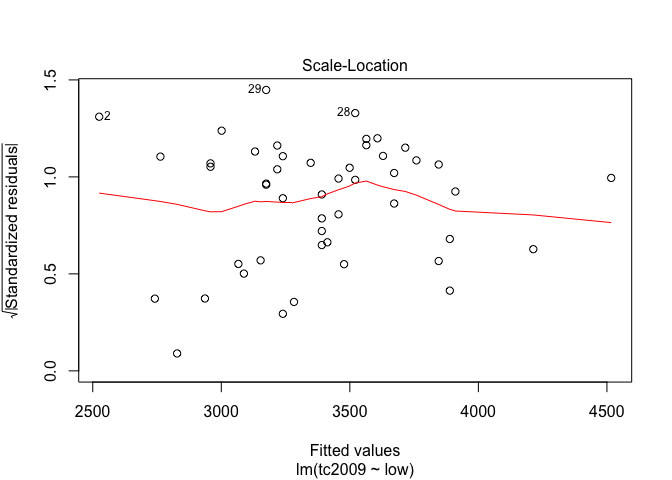 Scale-Location
√|Standardized residuals|
1.5
1.0
0.5
0.0
29
28
2
2500 3000 3500 4000 4500
Fitted values
lm(tc2009 ~ low)